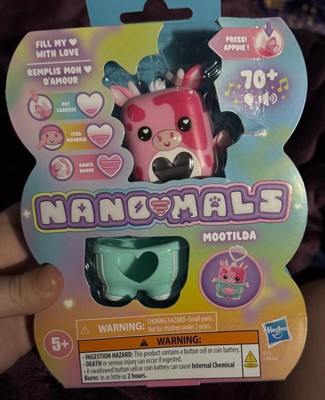 FILL MY ♥
WITH LOVE
REMPLIS MON ♥
D'AMOUR
PRESS!
APPUIE!
70+
PET
CARESSE
FEED
NOURRIR
DANCE
DANSE
NANO-MALS
MOOTILDA
5+
WARNING: CHOKING HAZARD—Small parts.
Not for children under 3 years.
WARNING:
• INGESTION HAZARD: This product contains a button cell or coin battery.
• DEATH or serious injury can occur if ingested.
• A swallowed button cell or coin battery can cause Internal Chemical
Burns in as little as 2 hours.
Hasbro